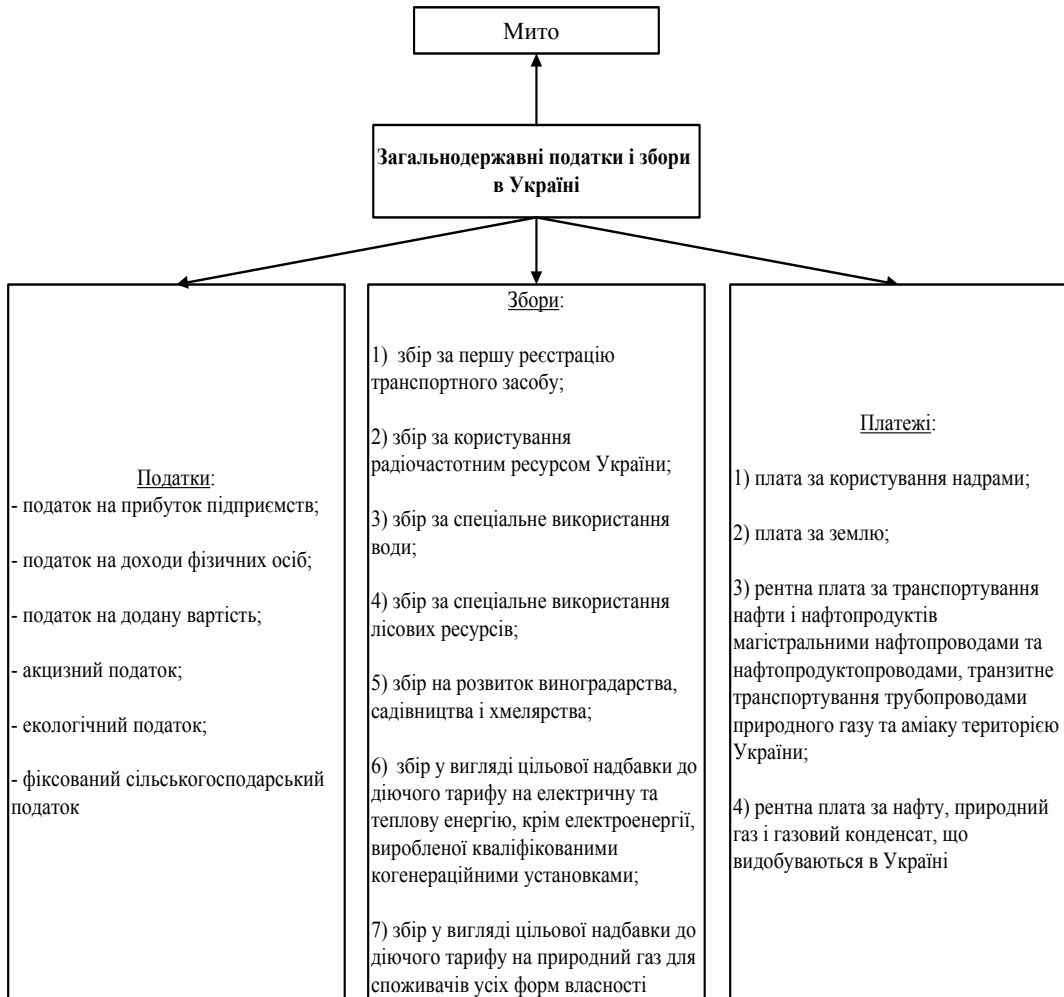 Мито
Загальнодержавні податки і збори
в Україні
Податки:
- податок на прибуток підприємств;
- податок на доходи фізичних осіб;
- податок на додану вартість;
- акцизний податок;
- екологічний податок;
- фіксований сільськогосподарський
податок
Збори:
1) збір за першу реєстрацію
транспортного засобу;
2) збір за користування
радіочастотним ресурсом України;
3) збір за спеціальне використання
води;
4) збір за спеціальне використання
лісових ресурсів;
5) збір на розвиток виноградарства,
садівництва і хмелярства;
6) збір у вигляді цільової надбавки до
діючого тарифу на електричну та
теплову енергію, крім електроенергії,
виробленої кваліфікованими
когенераційними установками;
7) збір у вигляді цільової надбавки до
діючого тарифу на природний газ для
споживачів усіх форм власності
Платежі:
1) плата за користування надрами;
2) плата за землю;
3) рентна плата за транспортування
нафти і нафтопродуктів
магістральними нафтопроводами та
нафтопродуктопроводами, транзитне
транспортування трубопроводами
природного газу та аміаку територією
України;
4) рентна плата за нафту, природний
газ і газовий конденсат, що
видобуваються в Україні